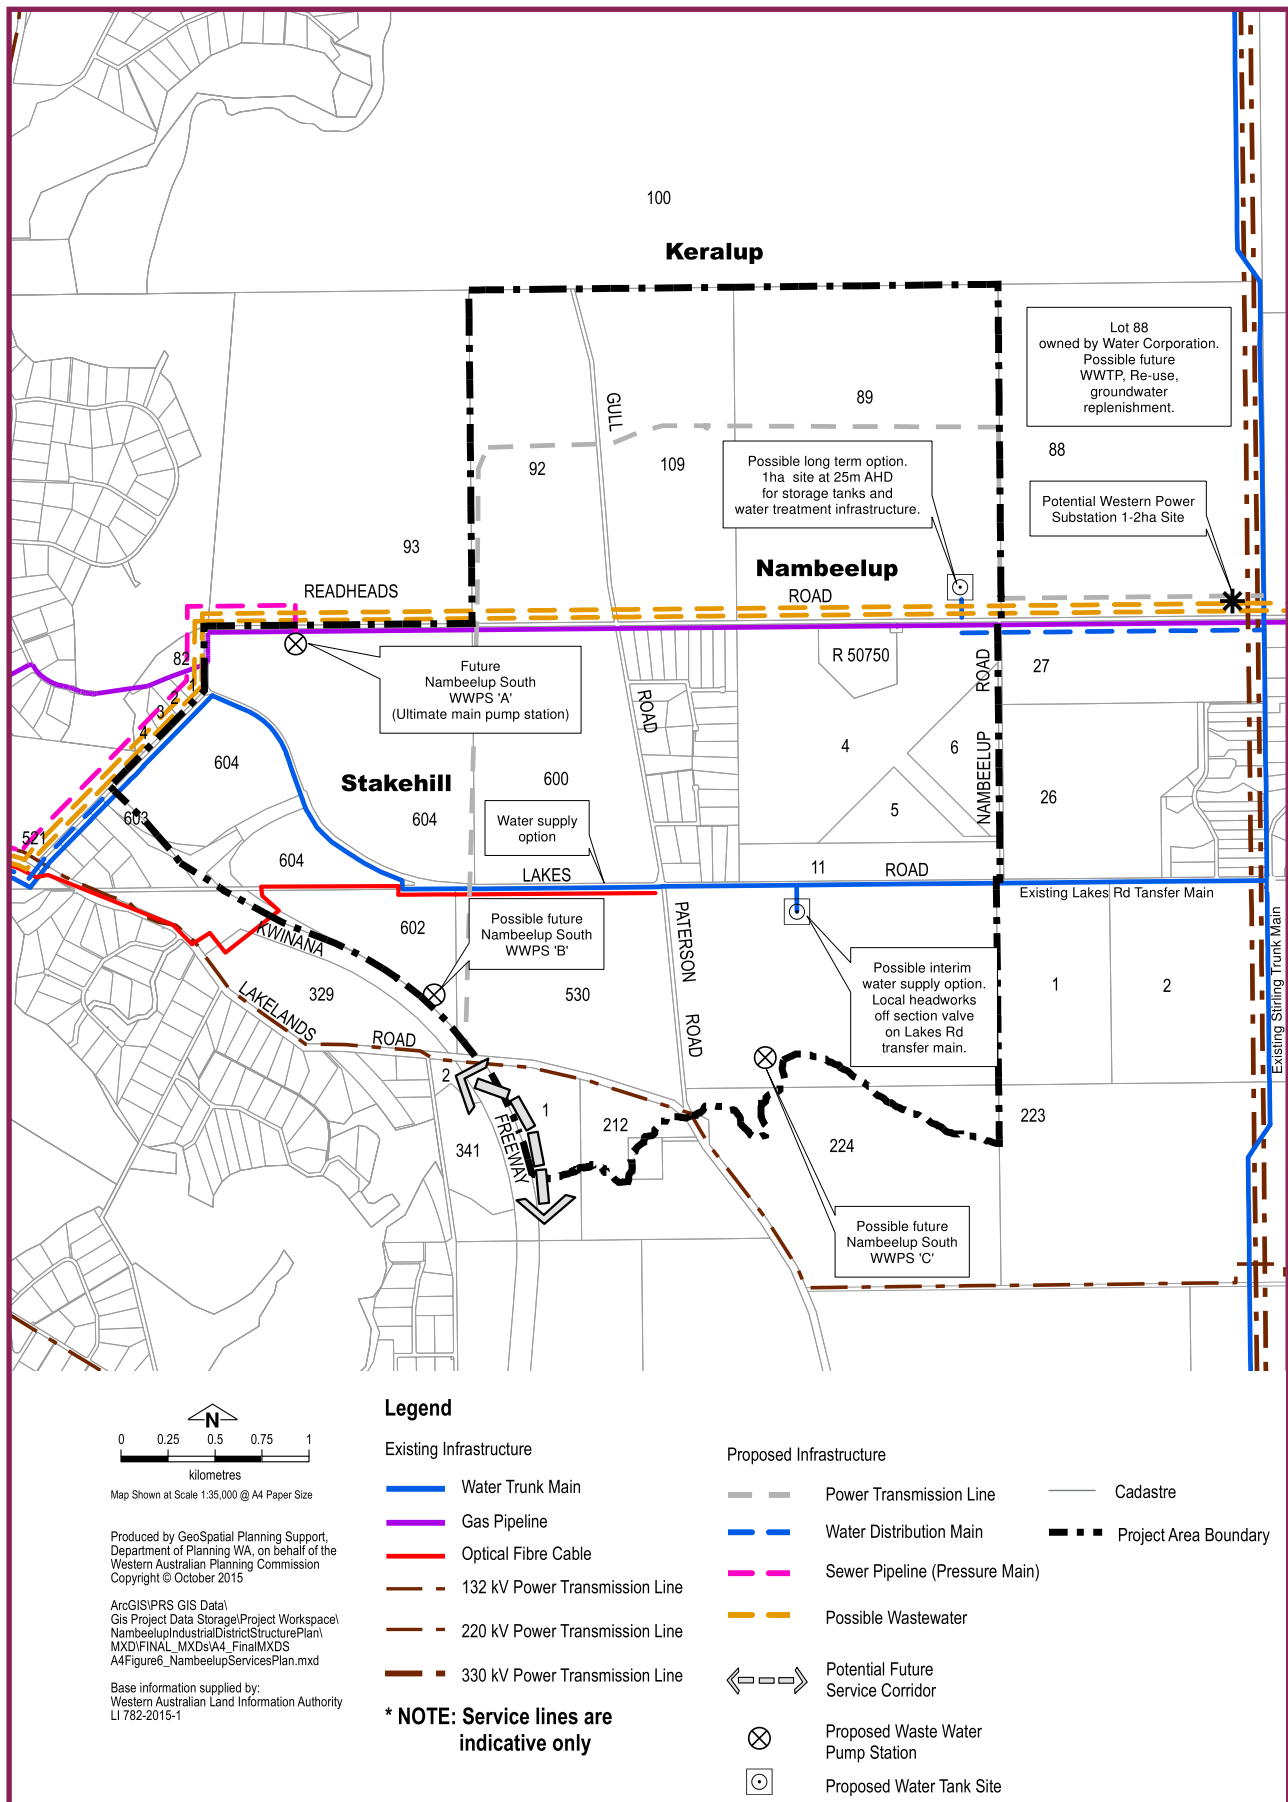 100
Keralup
Lot 88
owned by Water Corporation.
Possible future
WWTP, Re-use,
groundwater
replenishment.
GULL
89
88
92
109
Possible long term option.
1ha site at 25m AHD
for storage tanks and
water treatment infrastructure.
Potential Western Power
Substation 1-2ha Site
93
Nambeelup
READHEADS
ROAD
82
R 50750
27
Future
Nambeelup South
WWPS 'A'
(Ultimate main pump station)
1
2
3
4
ROAD
ROAD
604
Stakehill
600
4
6
NAMBEELUP
26
603
604
5
521
Water supply
option
604
LAKES
11
ROAD
Existing Lakes Rd Tansfer Main
602
Possible future
Nambeelup South
WWPS 'B'
PATERSON
Existing Stirling Trunk Main
KWINANA
329
530
Possible interim
water supply option.
Local headworks
off section valve
on Lakes Rd
transfer main.
1
2
LAKELANDS
ROAD
ROAD
2
1
212
223
341
FREEWAY
224
Possible future
Nambeelup South
WWPS 'C'
N
0 0.25 0.5 0.75 1
kilometres
Map Shown at Scale 1:35,000 @ A4 Paper Size
Produced by GeoSpatial Planning Support,
Department of Planning WA, on behalf of the
Western Australian Planning Commission
Copyright © October 2015
ArcGIS\PRS GIS Data\
Gis Project Data Storage\Project Workspace\
NambeelupIndustrialDistrictStructurePlan\
MXD\FINAL_MXDs\A4_FinalMXDS
A4Figure6_NambeelupServicesPlan.mxd
Base information supplied by:
Western Australian Land Information Authority
LI 782-2015-1
Legend
Existing Infrastructure
Water Trunk Main
Gas Pipeline
Optical Fibre Cable
132 kV Power Transmission Line
220 kV Power Transmission Line
330 kV Power Transmission Line
* NOTE: Service lines are
indicative only
Proposed Infrastructure
Power Transmission Line
Water Distribution Main
Sewer Pipeline (Pressure Main)
Possible Wastewater
Potential Future
Service Corridor
Proposed Waste Water
Pump Station
Proposed Water Tank Site
Cadastre
Project Area Boundary